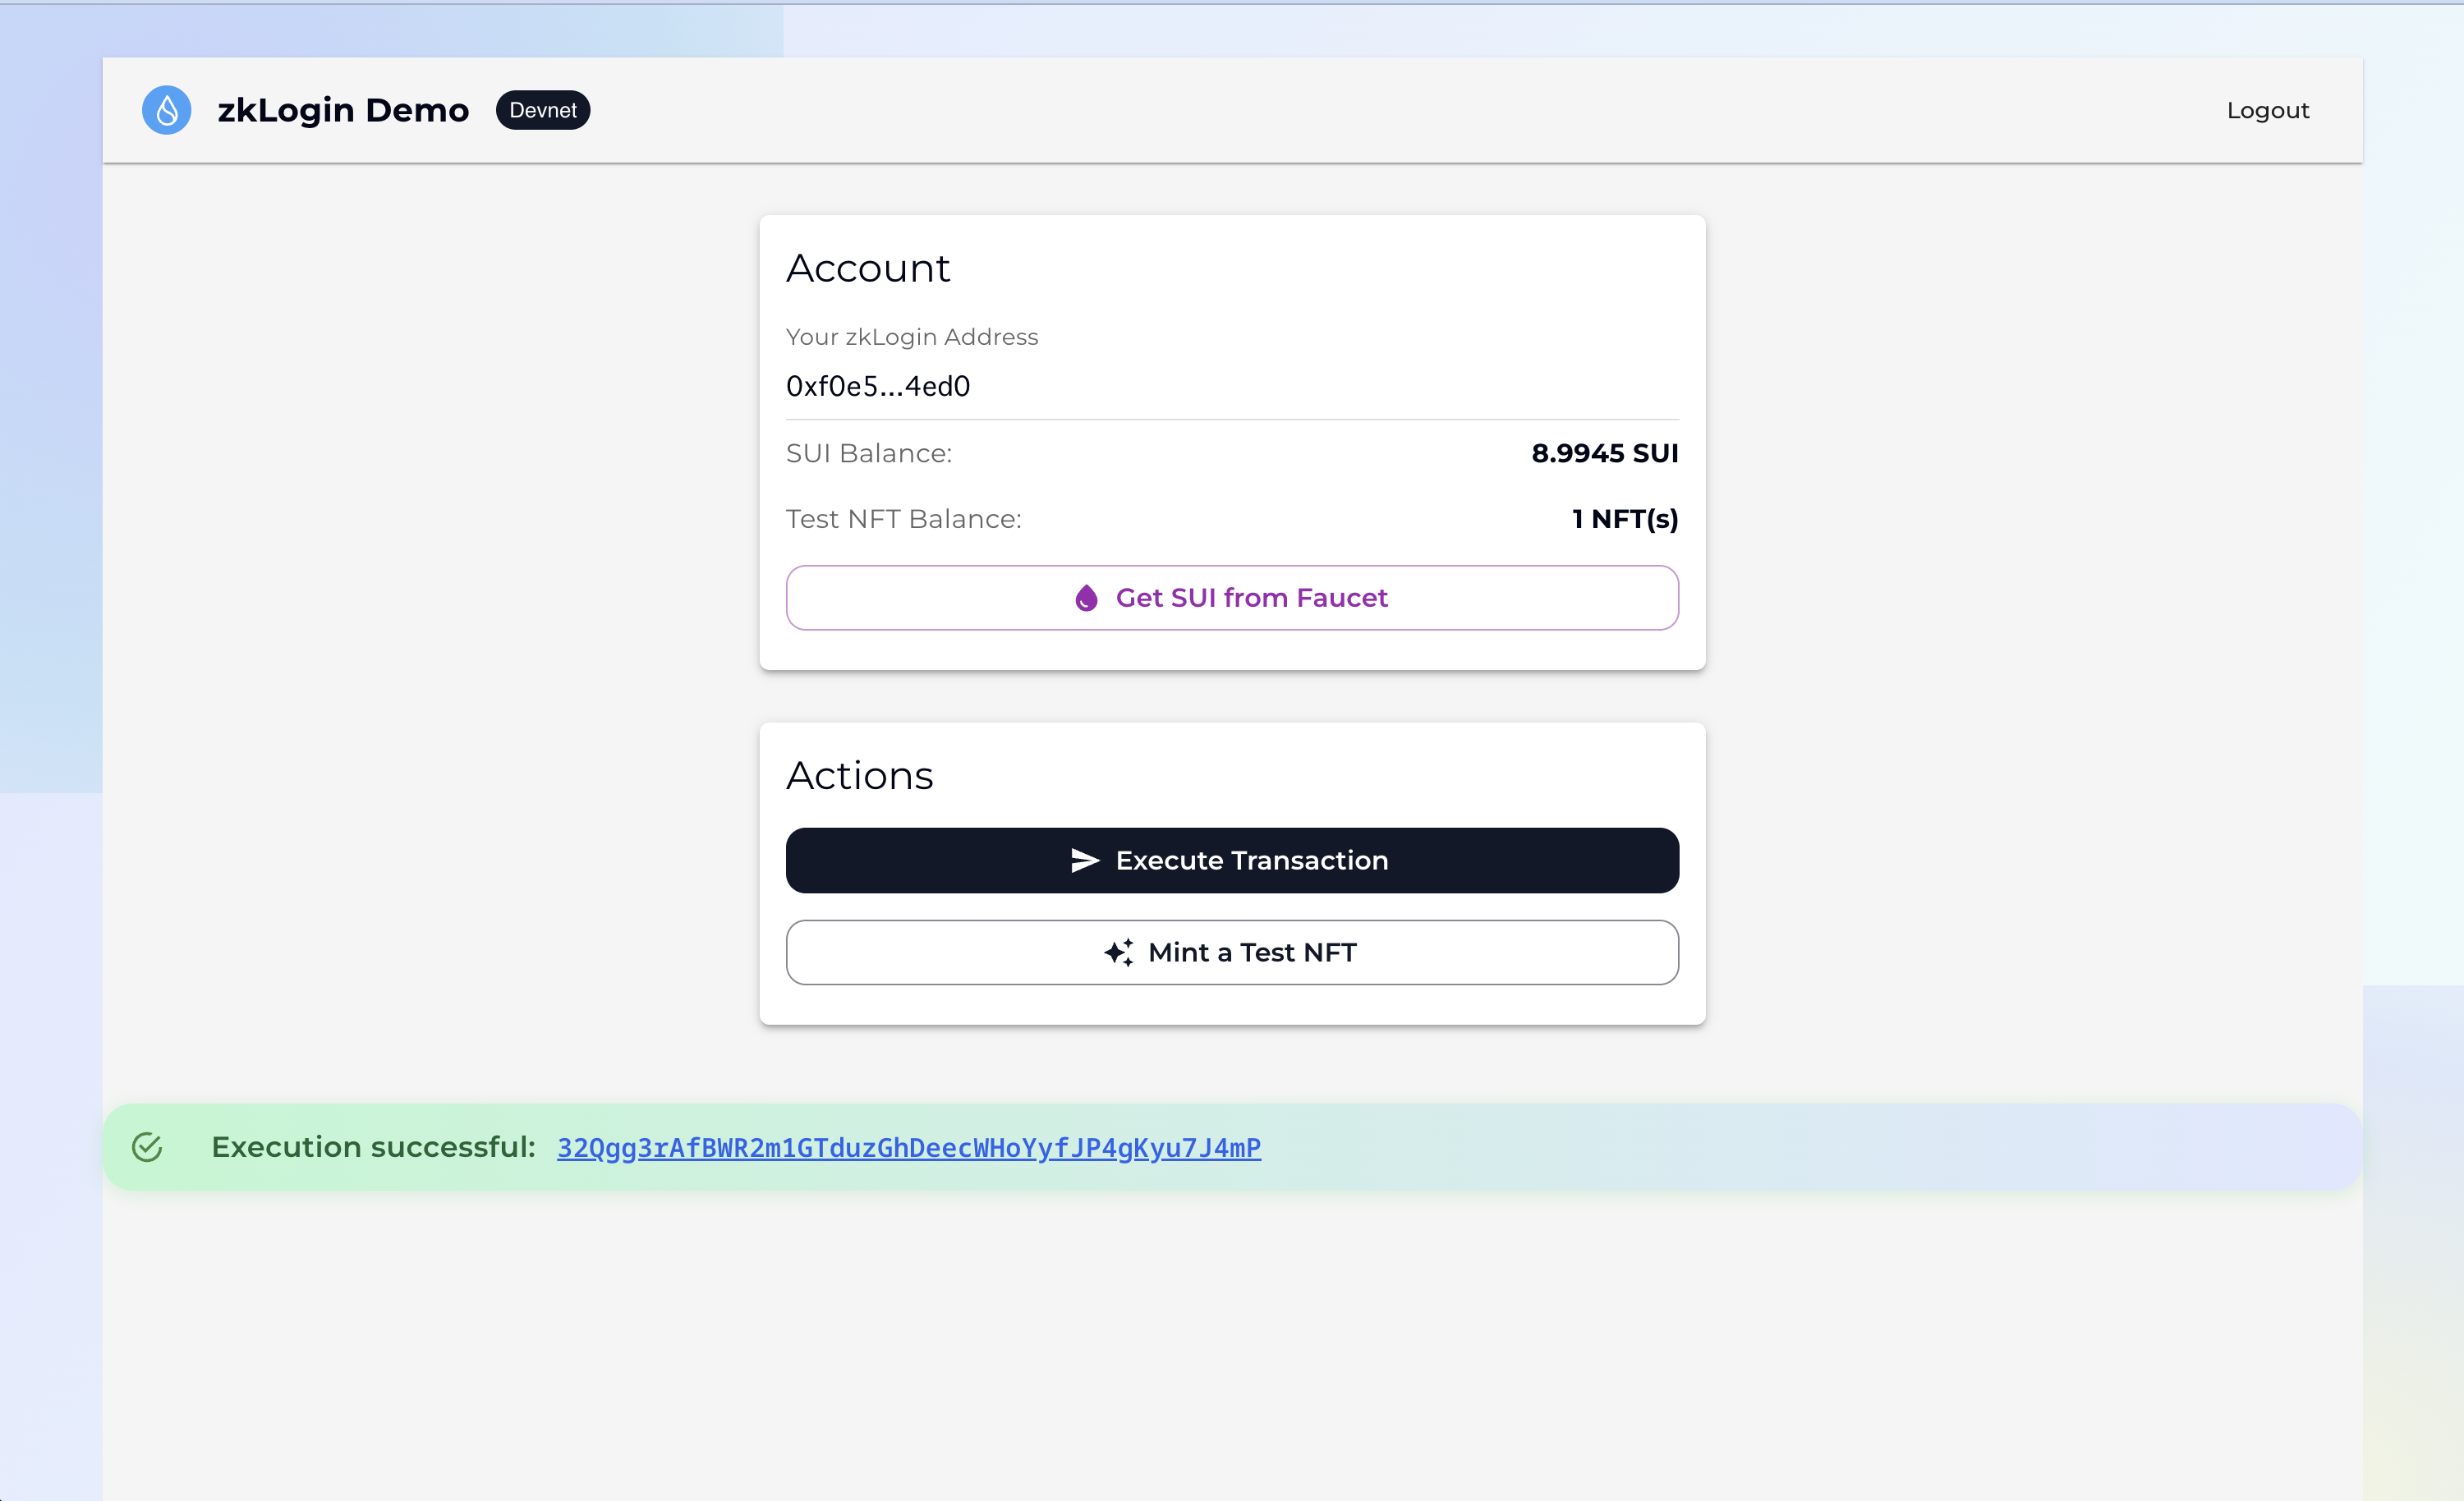 zkLogin Demo Devnet Logout
Account
Your zkLogin Address
0xf0e5...4ed0
SUI Balance: 8.9945 SUI
Test NFT Balance: 1 NFT(s)
Get SUI from Faucet
Actions
Execute Transaction
Mint a Test NFT
Execution successful: 32Qgg3rAfBWR2m1GTduzGhDeecWHoYyfJP4gKyu7J4mP